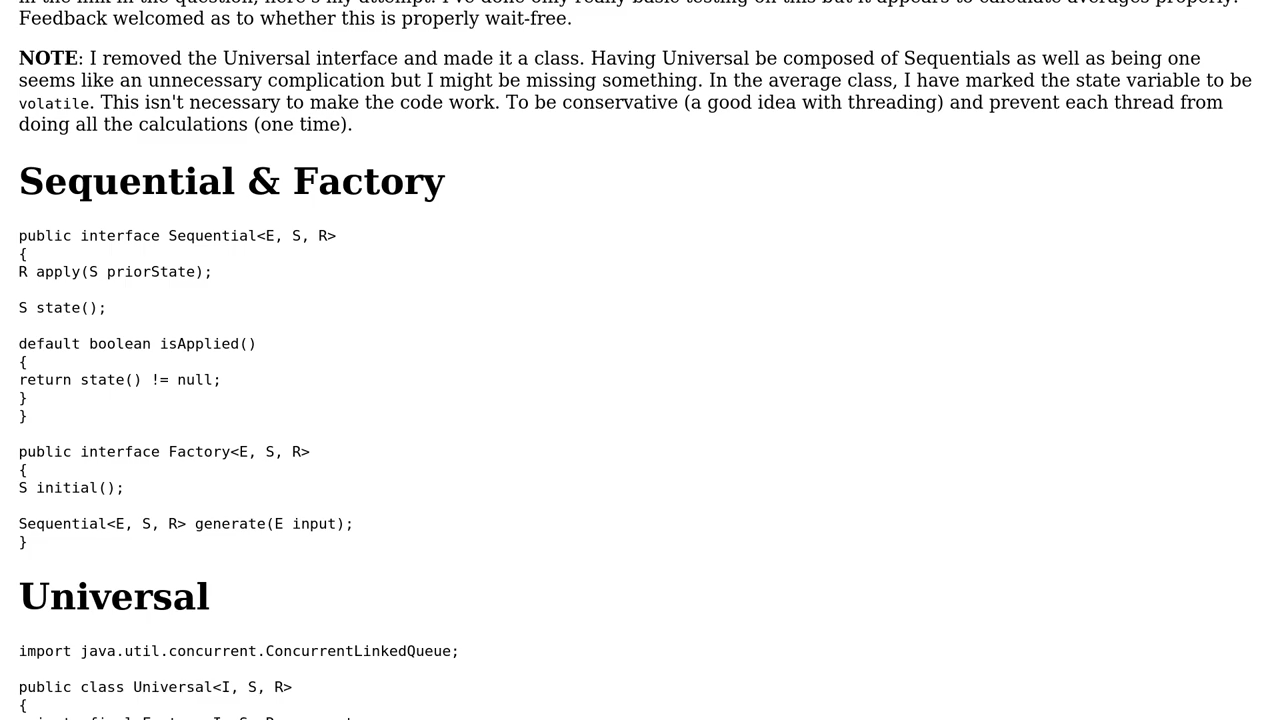 Feedback welcomed as to whether this is properly wait-free.
NOTE: I removed the Universal interface and made it a class. Having Universal be composed of Sequentials as well as being one
seems like an unnecessary complication but I might be missing something. In the average class, I have marked the state variable to be
volatile. This isn't necessary to make the code work. To be conservative (a good idea with threading) and prevent each thread from
doing all the calculations (one time).
Sequential & Factory
public interface Sequential<E, S, R>
{
R apply(S priorState);
S state();
default boolean isApplied()
{
return state() != null;
}
}
public interface Factory<E, S, R>
{
S initial();
Sequential<E, S, R> generate(E input);
}
Universal
import java.util.concurrent.ConcurrentLinkedQueue;
public class Universal<I, S, R>
{